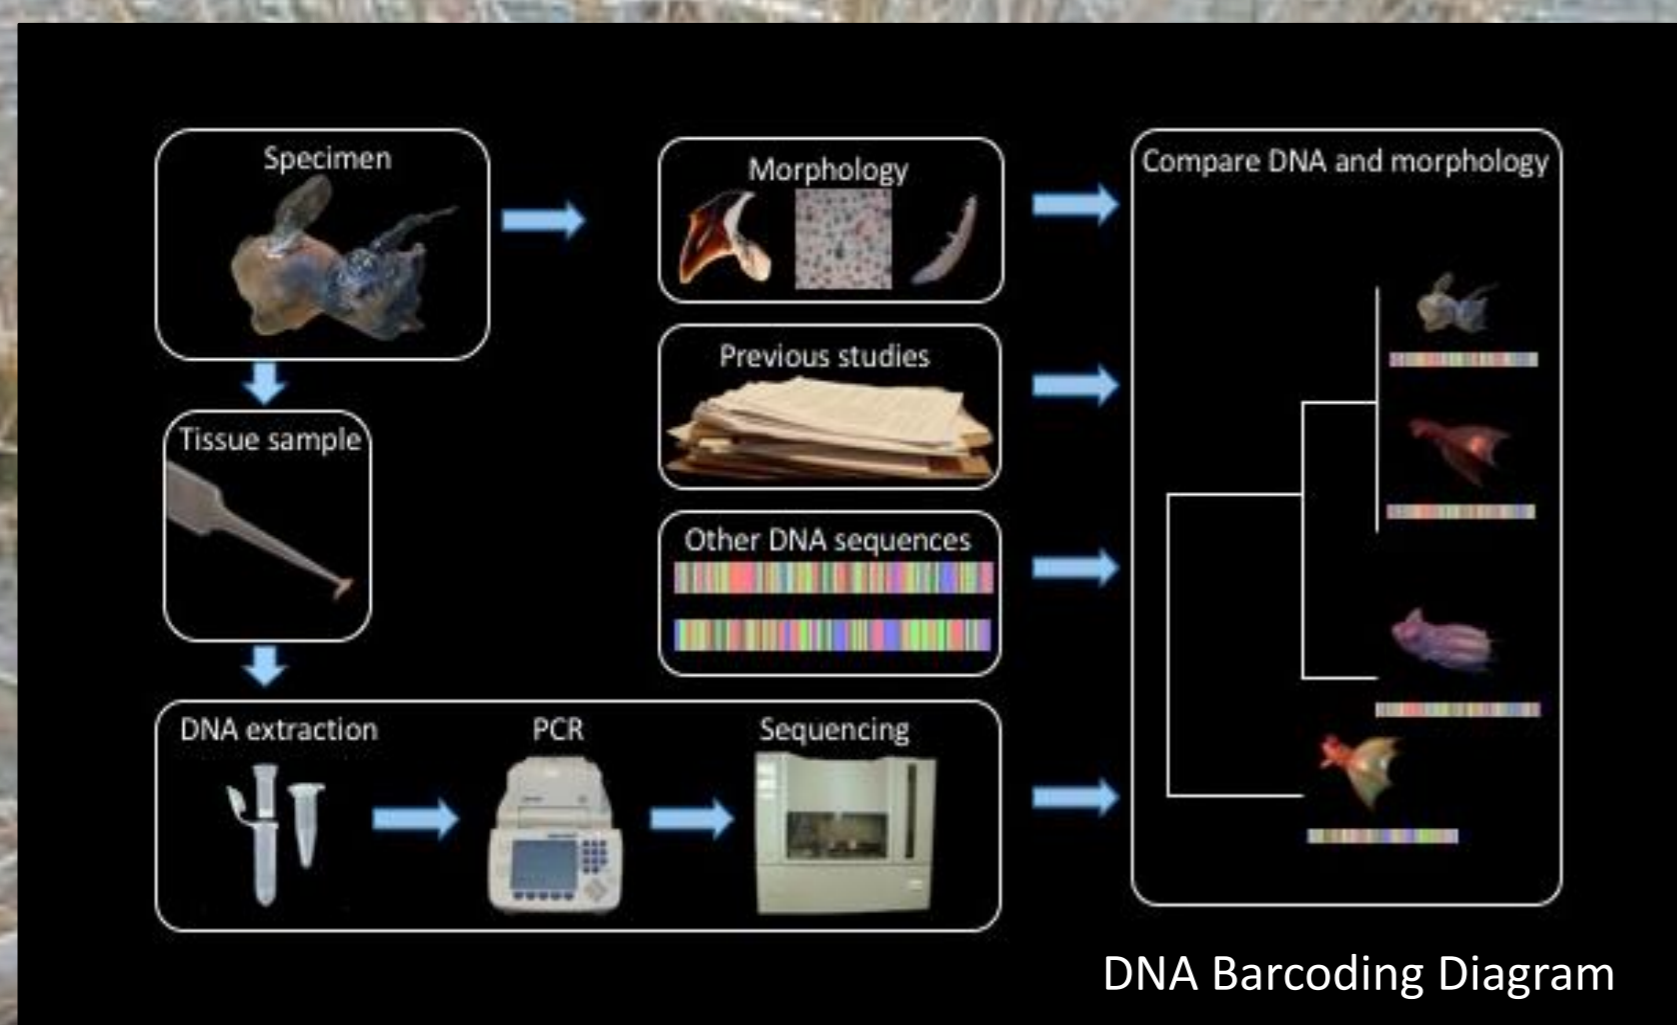 Specimen
Morphology
Compare DNA and morphology
Previous studies
Tissue sample
Other DNA sequences
DNA extraction
PCR
Sequencing
DNA Barcoding Diagram